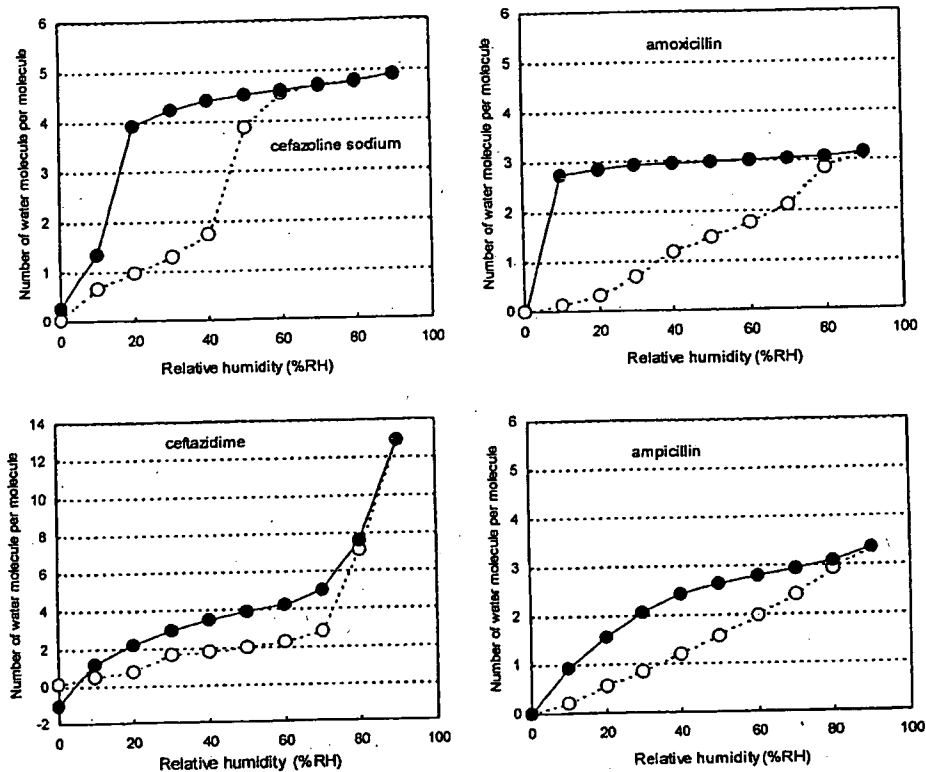 6
5
4
3
2
1
0
cefazoline sodium
Number of water molecule per molecule
0 20 40 60 80 100
Relative humidity (%RH)
6
5
4
3
2
1
0
amoxicillin
Number of water molecule per molecule
0 20 40 60 80 100
Relative humidity (%RH)
14
12
10
8
6
4
2
0
-2
ceftazidime
Number of water molecule per molecule
0 20 40 60 80 100
Relative humidity (%RH)
6
5
4
3
2
1
0
ampicillin
Number of water molecule per molecule
0 20 40 60 80 100
Relative humidity (%RH)